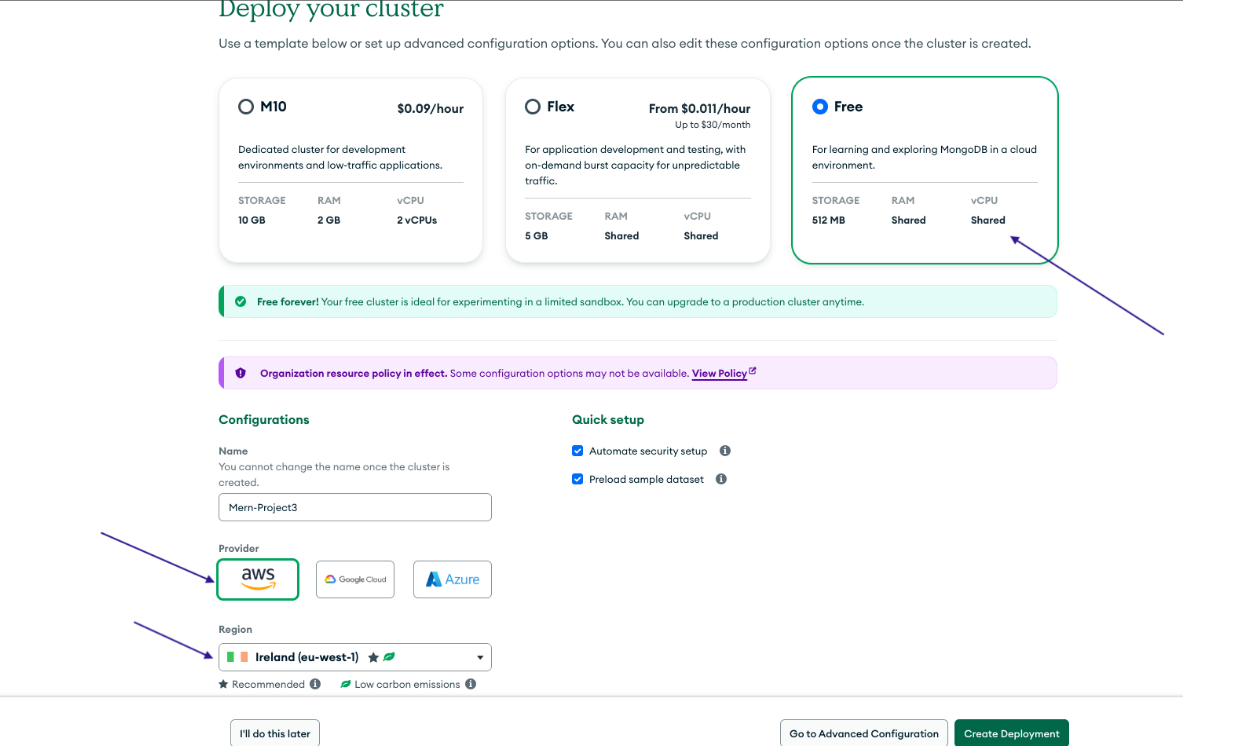 Deploy your cluster
Use a template below or set up advanced configuration options. You can also edit these configuration options once the cluster is created.
M10
$0.09/hour
Dedicated cluster for development
environments and low-traffic applications.
STORAGE RAM vCPU
10 GB 2 GB 2 vCPUs
Flex
From $0.011/hour
Up to $30/month
For application development and testing, with
on-demand burst capacity for unpredictable
traffic.
STORAGE RAM vCPU
5 GB Shared Shared
Free
For learning and exploring MongoDB in a cloud
environment.
STORAGE RAM vCPU
512 MB Shared Shared
Free forever! Your free cluster is ideal for experimenting in a limited sandbox. You can upgrade to a production cluster anytime.
Organization resource policy in effect. Some configuration options may not be available. View Policy
Configurations
Name
You cannot change the name once the cluster is
created.
Mern-Project3
Quick setup
Automate security setup
Preload sample dataset
Provider
aws Google Cloud Azure
Region
Ireland (eu-west-1)
Recommended Low carbon emissions
I'll do this later Go to Advanced Configuration Create Deployment